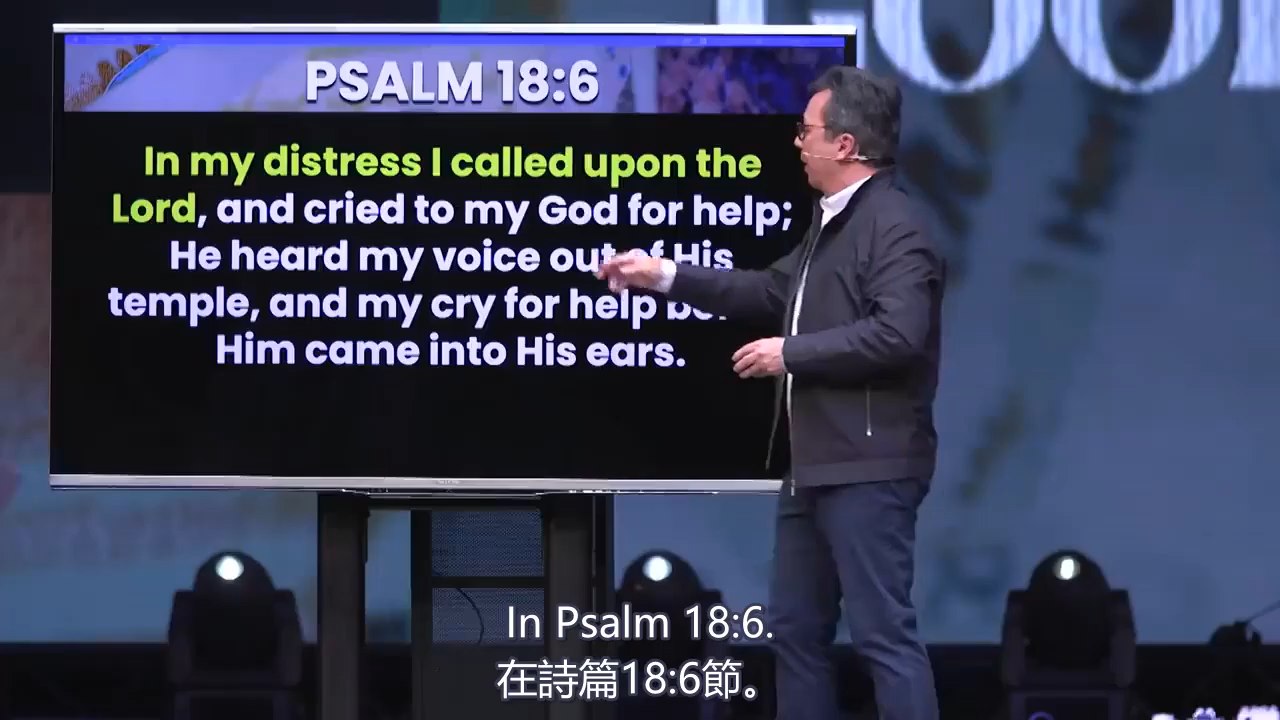 PSALM 18:6
In my distress I called upon the
Lord, and cried to my God for help;
He heard my voice out of His
temple, and my cry for help
Him came into His ears.
In Psalm 18:6.
在詩篇18:6節。